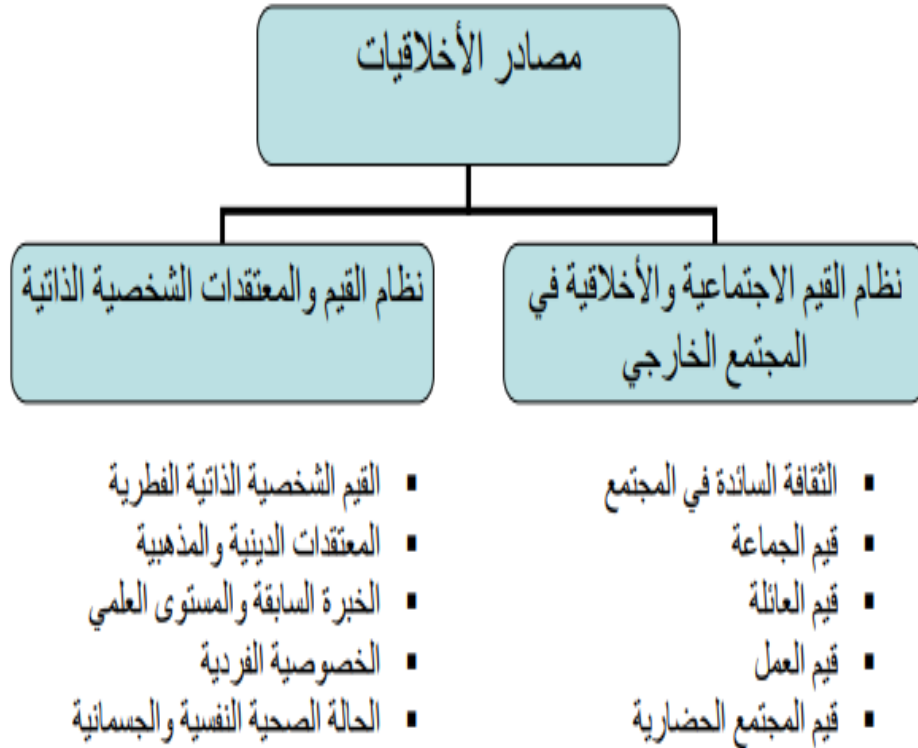 مصادر الأخلاقيات
نظام القيم الاجتماعية والأخلاقية في
المجتمع الخارجي
▪ الثقافة السائدة في المجتمع
▪ قيم الجماعة
▪ قيم العائلة
▪ قيم العمل
▪ قيم المجتمع الحضارية
نظام القيم والمعتقدات الشخصية الذاتية
▪ القيم الشخصية الذاتية الفطرية
▪ المعتقدات الدينية والمذهبية
▪ الخبرة السابقة والمستوى العلمي
▪ الخصوصية الفردية
▪ الحالة الصحية النفسية والجسمانية